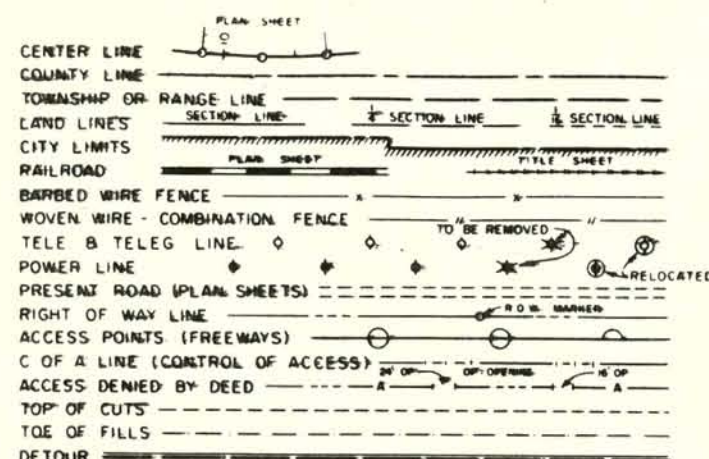 PLAN SHEET
CENTER LINE
COUNTY LINE
TOWNSHIP OR RANGE LINE
LAND LINES SECTION LINE ¼ SECTION LINE 1/16 SECTION LINE
CITY LIMITS
RAILROAD PLAN SHEET TITLE SHEET
BARBED WIRE FENCE x x
WOVEN WIRE - COMBINATION FENCE
TELE & TELEG LINE TO BE REMOVED
POWER LINE RELOCATED
PRESENT ROAD (PLAN SHEETS)
RIGHT OF WAY LINE R.O.W. MARKER
ACCESS POINTS (FREEWAYS)
C OF A LINE (CONTROL OF ACCESS)
24' OP OP OPENING 16' OP
ACCESS DENIED BY DEED A A
TOP OF CUTS
TOE OF FILLS
DETOUR